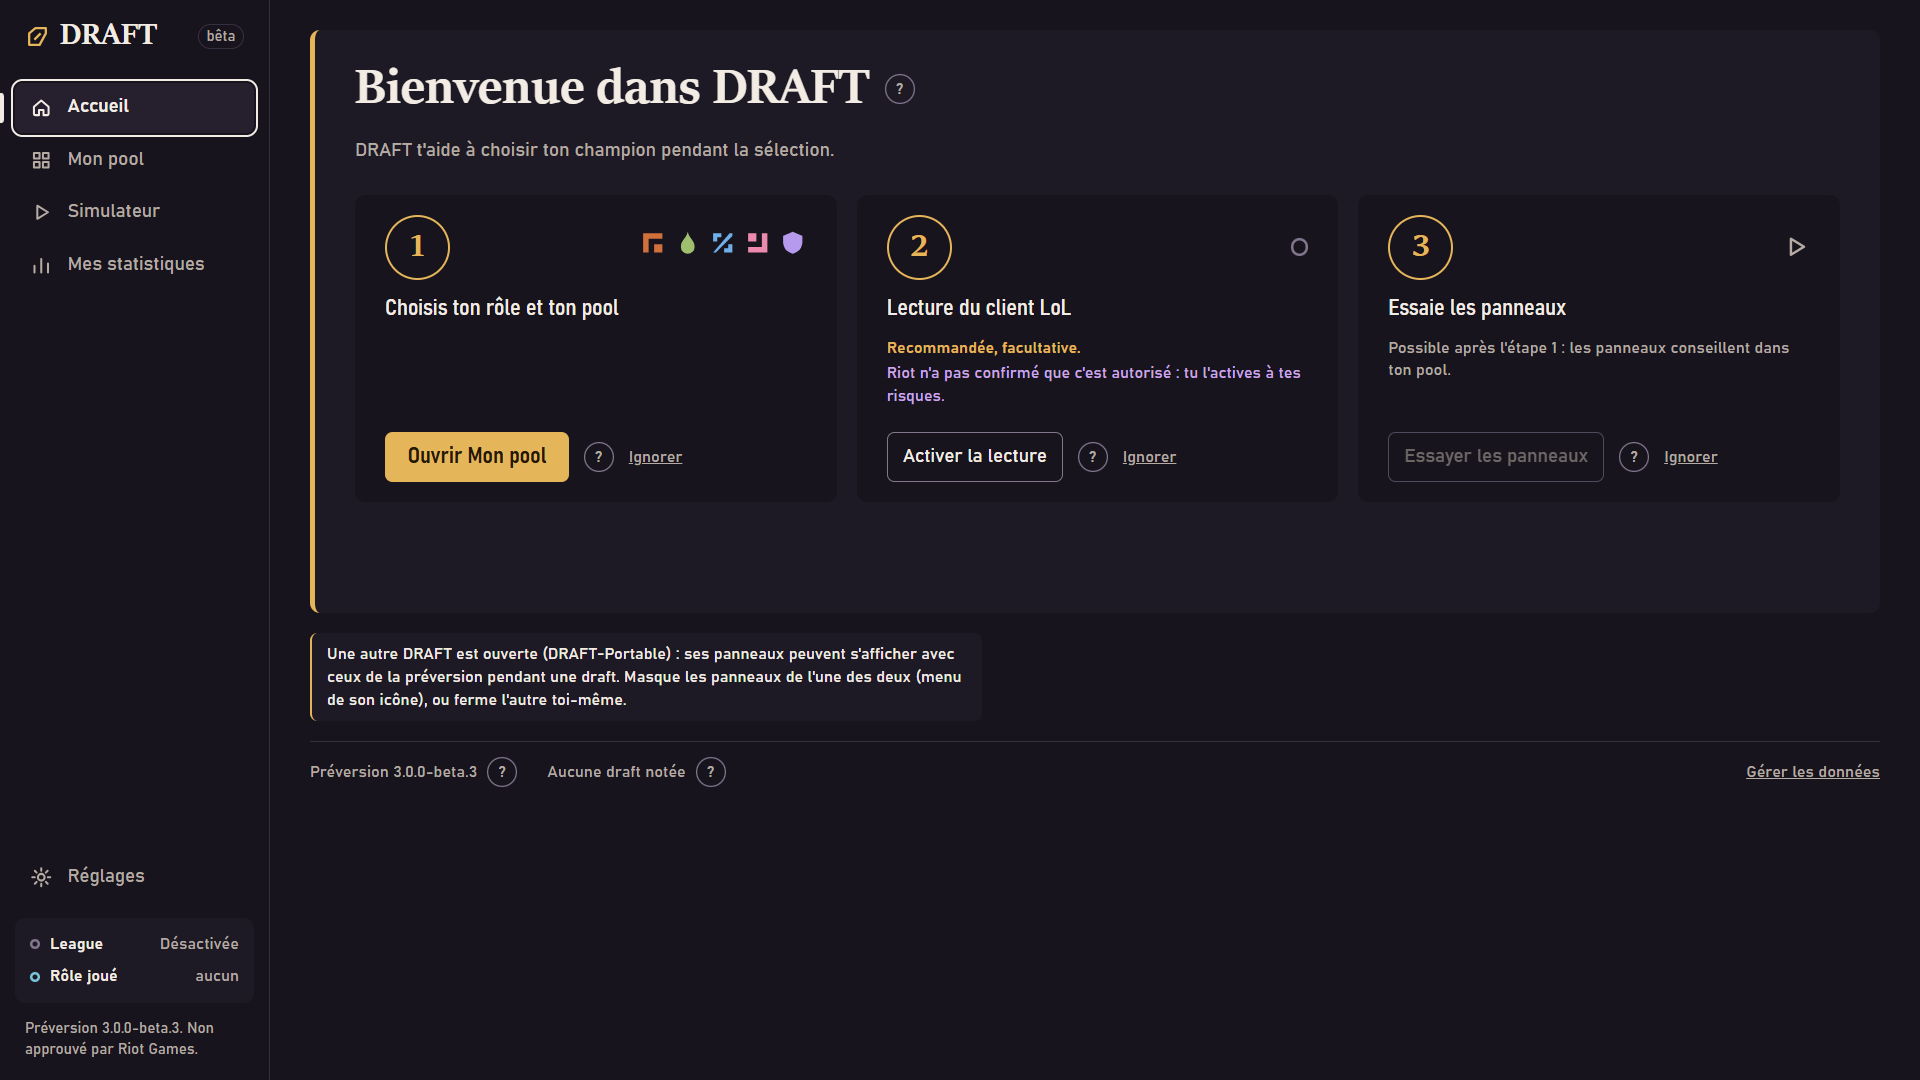 DRAFT
bêta
Accueil
Mon pool
Simulateur
Mes statistiques
Réglages
League
Désactivée
Rôle joué
aucun
Préversion 3.0.0-beta.3. Non
approuvé par Riot Games.
Bienvenue dans DRAFT
?
DRAFT t'aide à choisir ton champion pendant la sélection.
1
Choisis ton rôle et ton pool
Ouvrir Mon pool
?
Ignorer
2
Lecture du client LoL
Recommandée, facultative.
Riot n'a pas confirmé que c'est autorisé : tu l'actives à tes
risques.
Activer la lecture
?
Ignorer
3
Essaie les panneaux
Possible après l'étape 1 : les panneaux conseillent dans
ton pool.
Essayer les panneaux
?
Ignorer
Une autre DRAFT est ouverte (DRAFT-Portable) : ses panneaux peuvent s'afficher avec
ceux de la préversion pendant une draft. Masque les panneaux de l'une des deux (menu
de son icône), ou ferme l'autre toi-même.
Préversion 3.0.0-beta.3
?
Aucune draft notée
?
Gérer les données